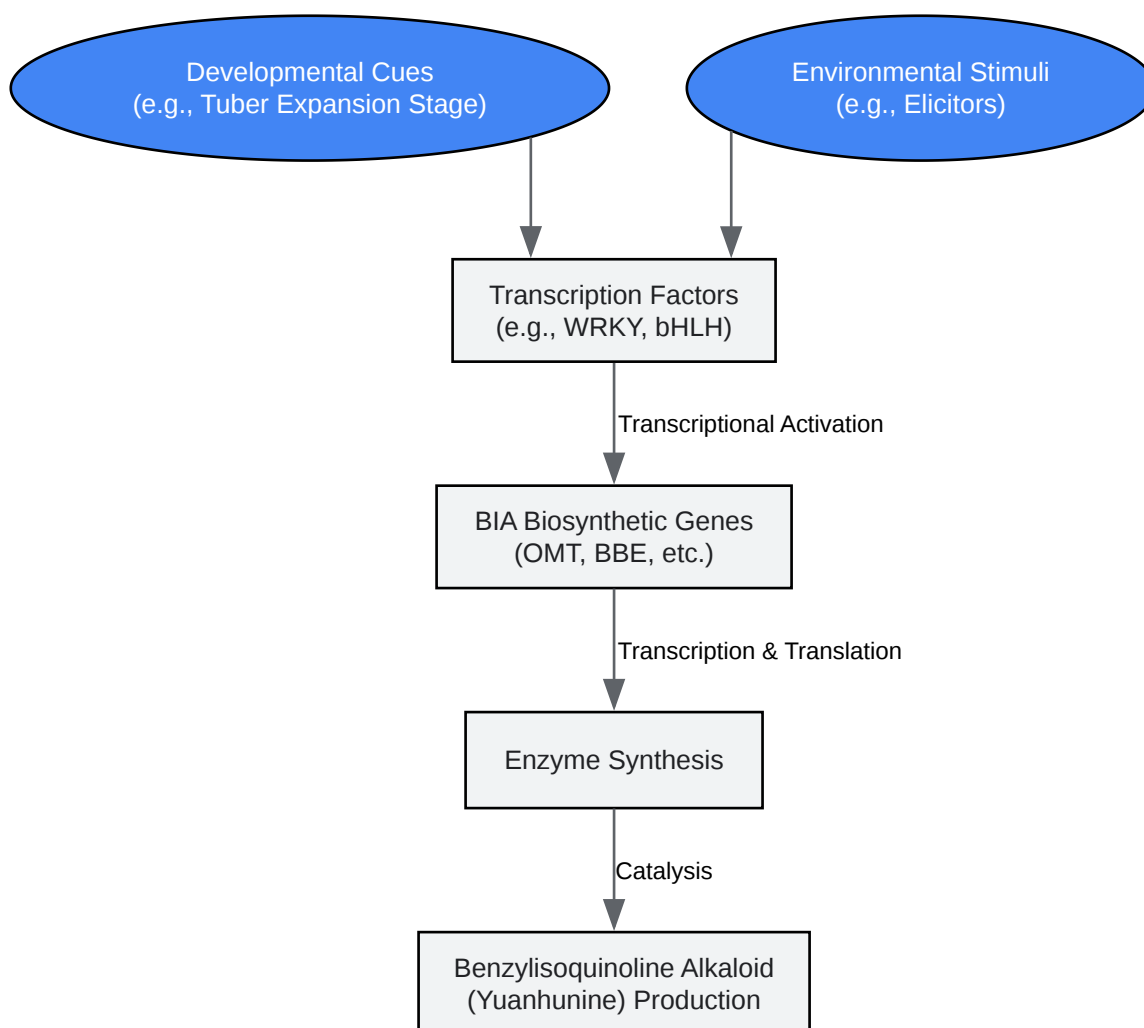 Developmental Cues
(e.g., Tuber Expansion Stage)
Environmental Stimuli
(e.g., Elicitors)
Transcription Factors
(e.g., WRKY, bHLH)
Transcriptional Activation
BIA Biosynthetic Genes
(OMT, BBE, etc.)
Transcription & Translation
Enzyme Synthesis
Catalysis
Benzylisoquinoline Alkaloid
(Yuanhunine) Production